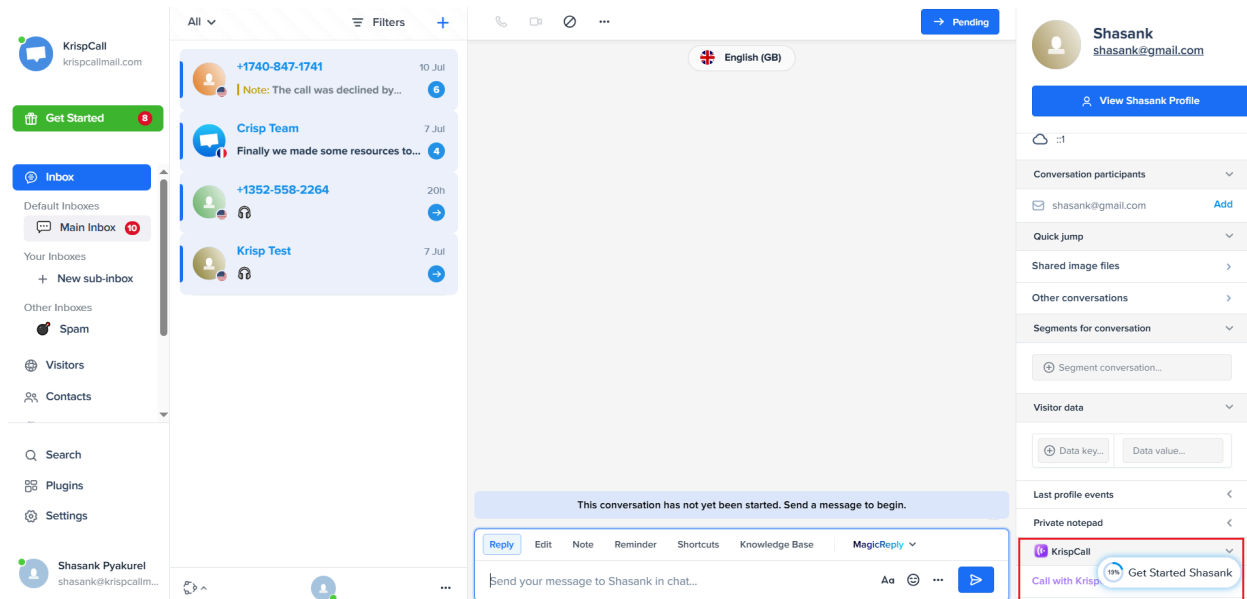 KrispCall
krispcallmail.com
Get Started 8
Inbox
Default Inboxes
Main Inbox 10
Your Inboxes
+ New sub-inbox
Other Inboxes
Spam
Visitors
Contacts
Search
Plugins
Settings
Shasank Pyakurel
shasank@krispcallm...
All
Filters +
+1740-847-1741 10 Jul
Note: The call was declined by... 6
Crisp Team 7 Jul
Finally we made some resources to... 4
+1352-558-2264 20h
Krisp Test 7 Jul
Pending
English (GB)
This conversation has not yet been started. Send a message to begin.
Reply Edit Note Reminder Shortcuts Knowledge Base MagicReply
Send your message to Shasank in chat... Aa
Shasank
shasank@gmail.com
View Shasank Profile
::1
Conversation participants
shasank@gmail.com Add
Quick jump
Shared image files
Other conversations
Segments for conversation
Segment conversation...
Visitor data
Data key... Data value...
Last profile events
Private notepad
KrispCall
Call with
19% Get Started Shasank